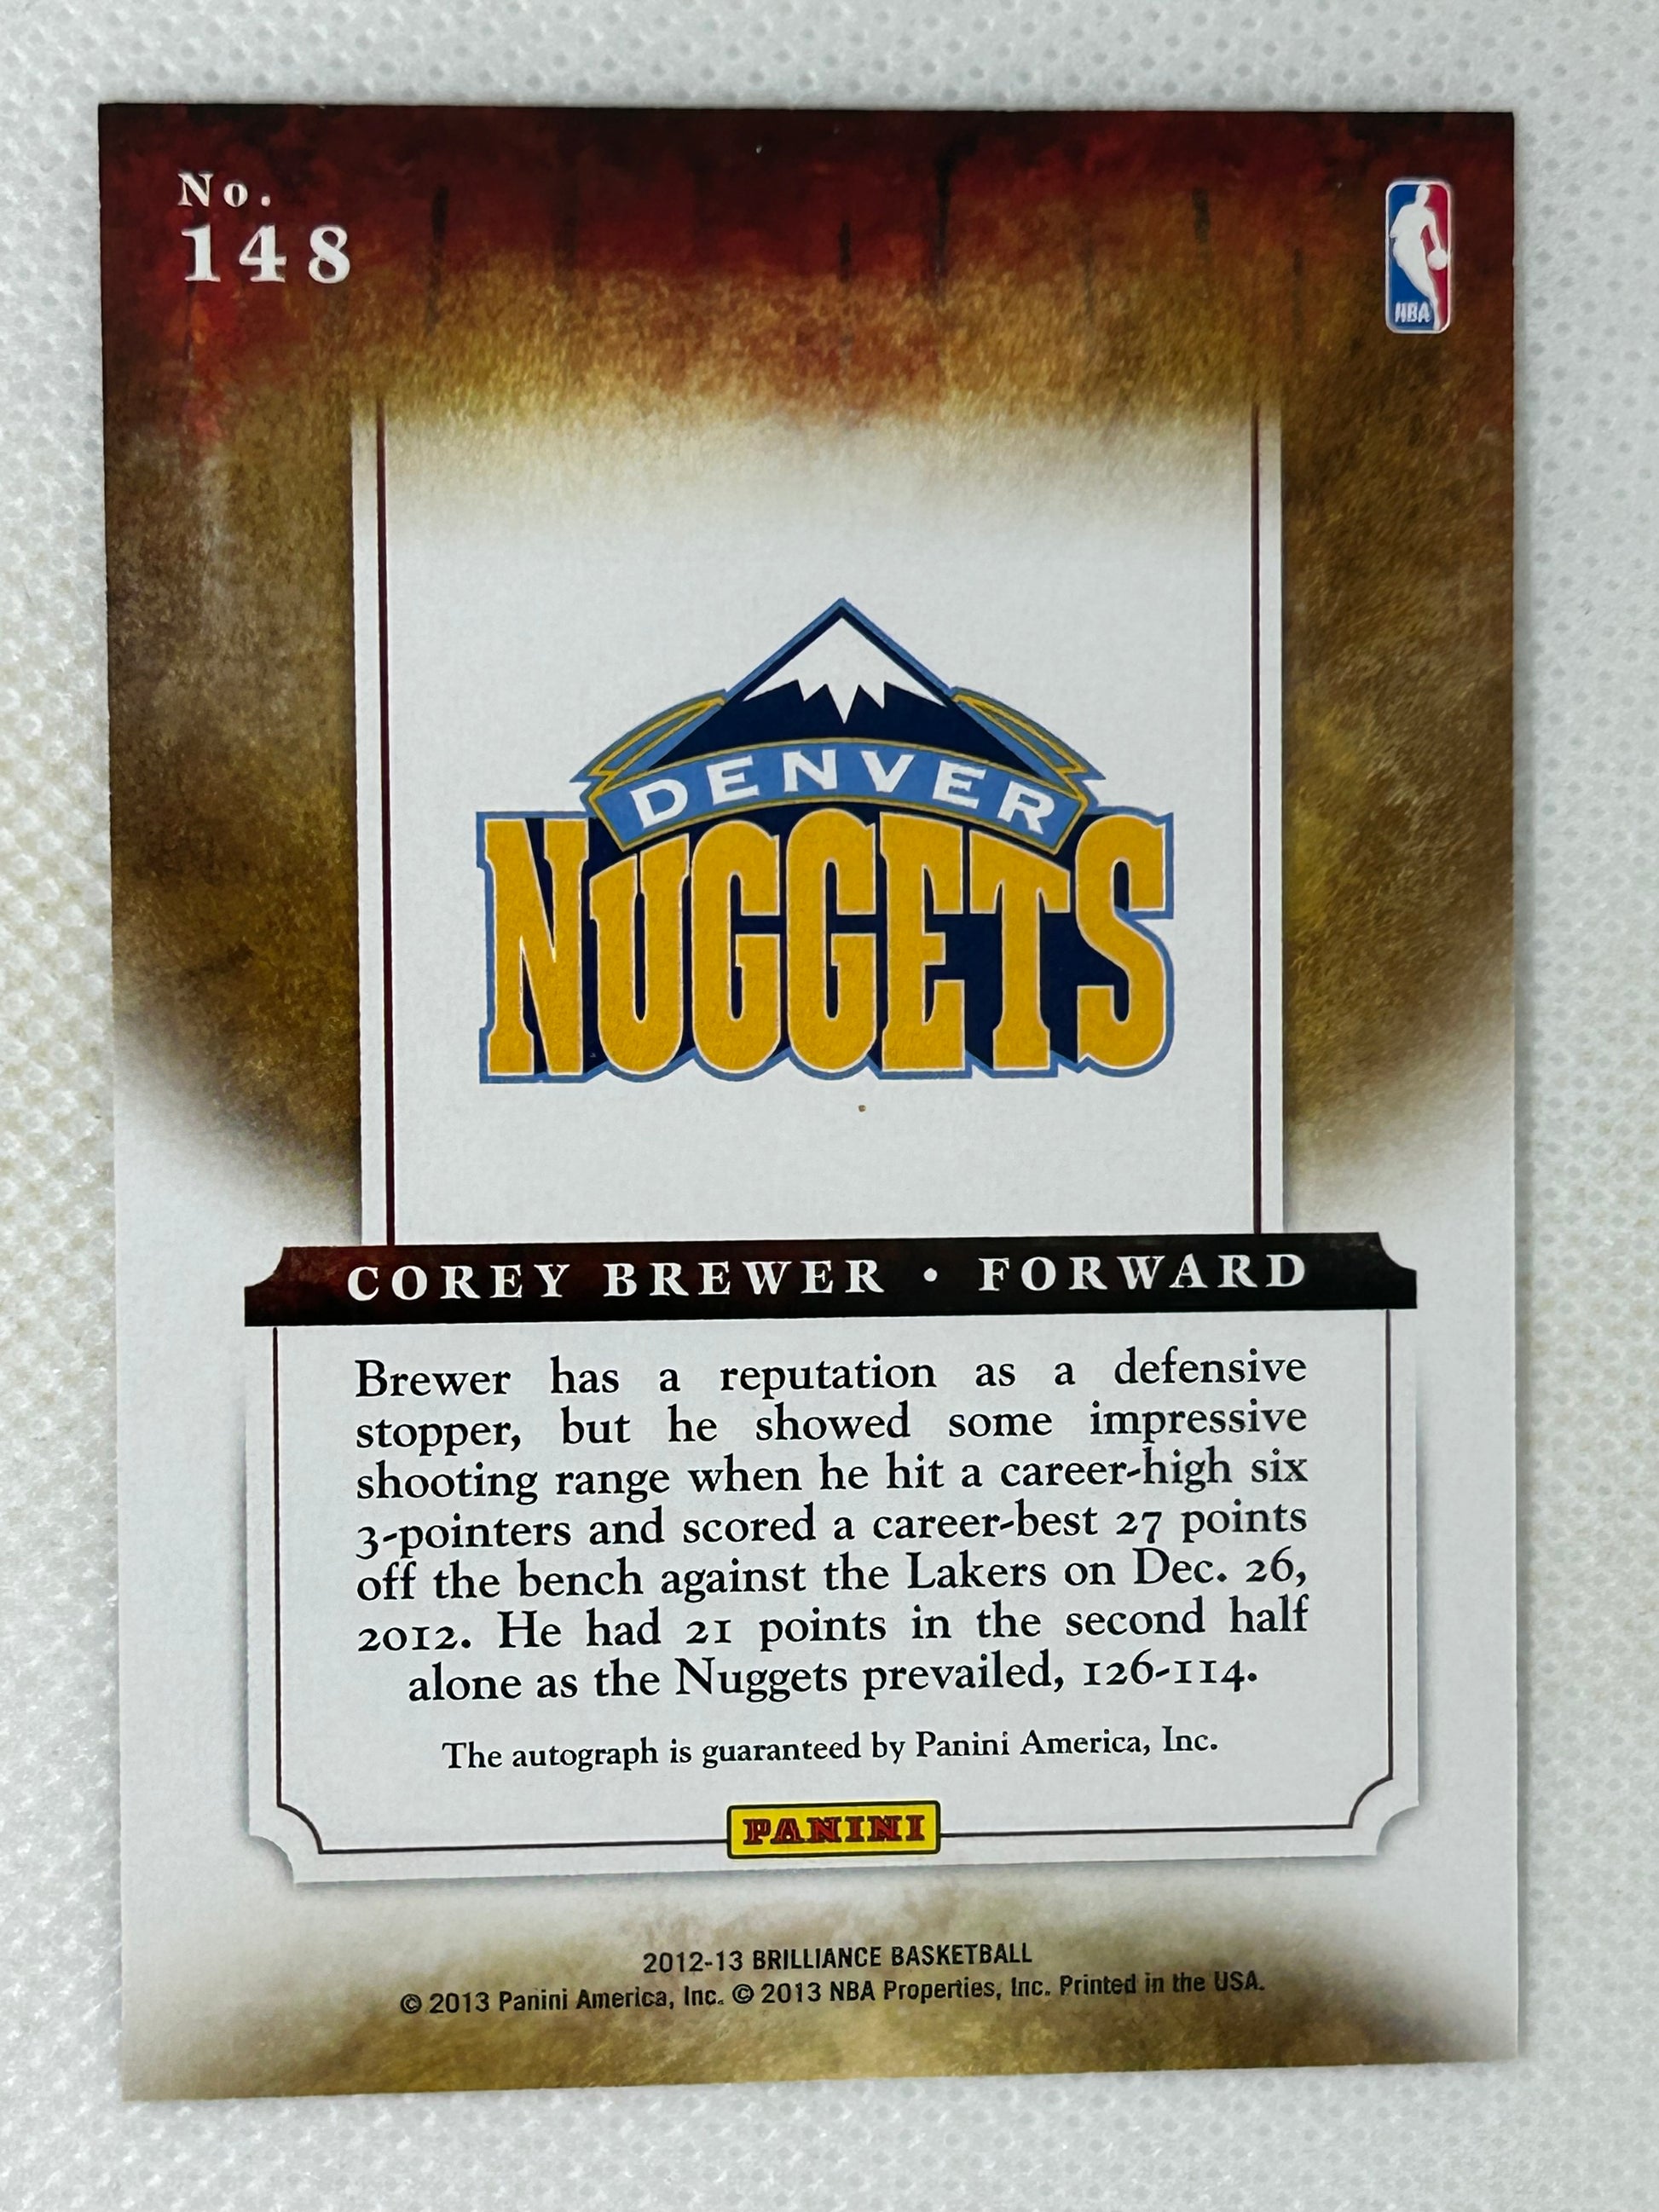 No.
148
NBA
DENVER
NUGGETS
COREY BREWER • FORWARD
Brewer has a reputation as a defensive
stopper, but he showed some impressive
shooting range when he hit a career-high six
3-pointers and scored a career-best 27 points
off the bench against the Lakers on Dec. 26,
2012. He had 21 points in the second half
alone as the Nuggets prevailed, 126-114.
The autograph is guaranteed by Panini America, Inc.
PANINI
2012-13 BRILLIANCE BASKETBALL
© 2013 Panini America, Inc. © 2013 NBA Properties, Inc. Printed in the USA.